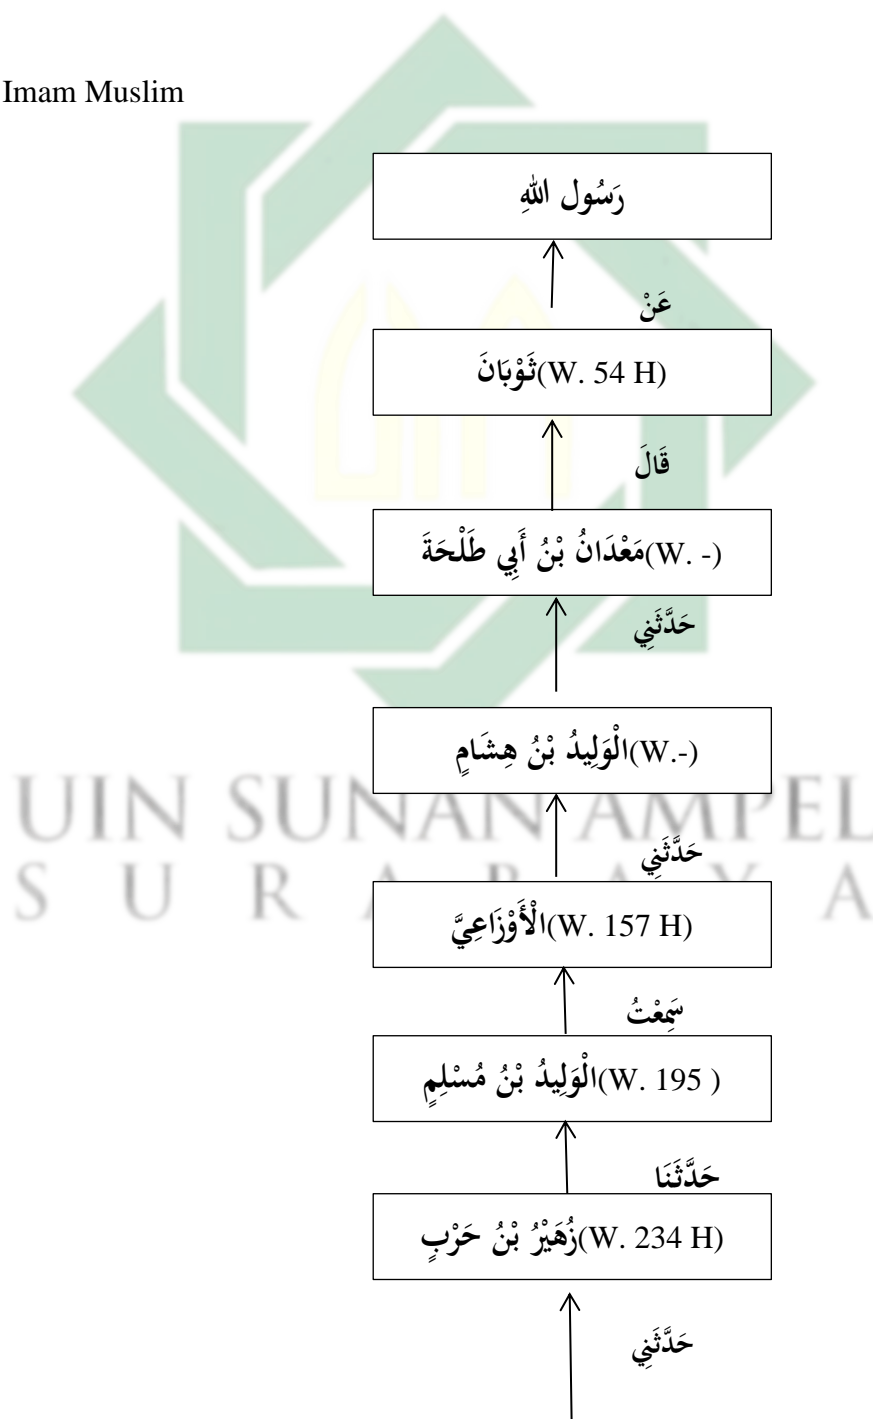 Imam Muslim
رَسُول اللهِ
عَنْ
ثَوْبَانَ(W. 54 H)
قَالَ
مَعْدَانُ بْنُ أَبِي طَلْحَةَ(W. -)
حَدَّثَنِي
الْوَلِيدُ بْنُ هِشَامٍ(W.-)
UIN SUNAN AMPEL
حَدَّثَنِي
S U R A B A Y A
الْأَوْزَاعِيَّ(W. 157 H)
سَمِعْتُ
الْوَلِيدُ بْنُ مُسْلِمٍ(W. 195 )
حَدَّثَنَا
زُهَيْرُ بْنُ حَرْبٍ(W. 234 H)
حَدَّثَنِي